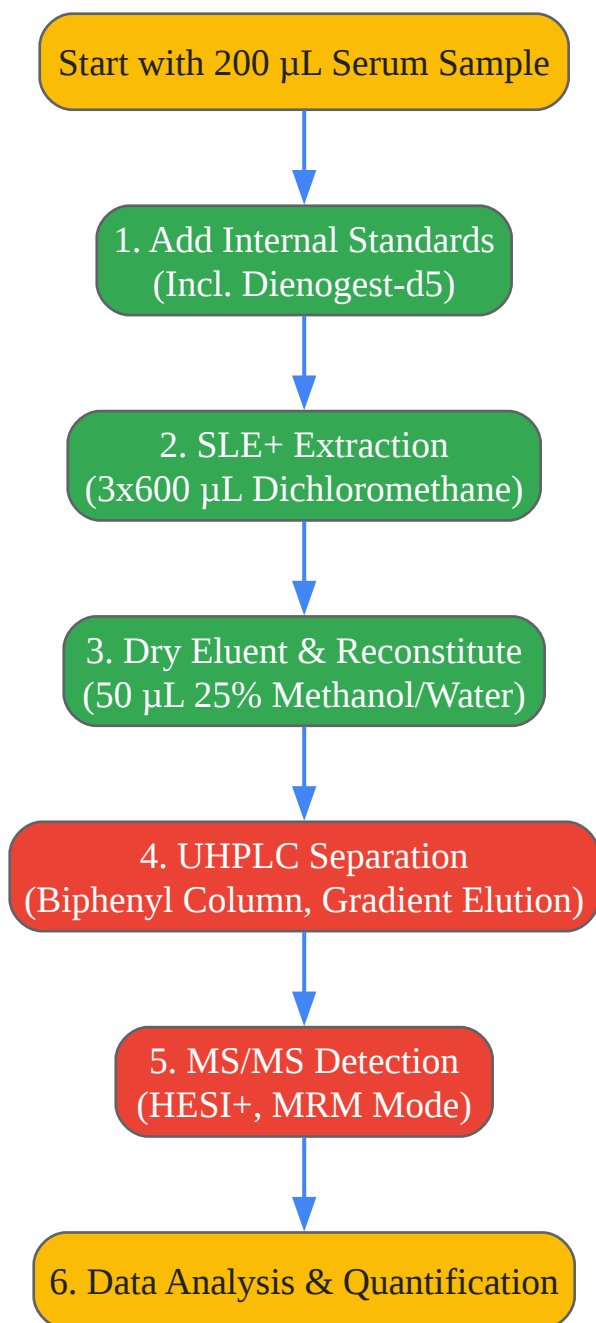 Start with 200 µL Serum Sample
1. Add Internal Standards
(Incl. Dienogest-d5)
2. SLE+ Extraction
(3x600 µL Dichloromethane)
3. Dry Eluent & Reconstitute
(50 µL 25% Methanol/Water)
4. UHPLC Separation
(Biphenyl Column, Gradient Elution)
5. MS/MS Detection
(HESI+, MRM Mode)
6. Data Analysis & Quantification